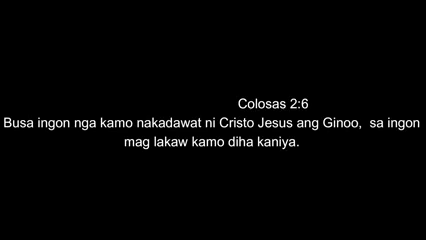 Colosas 2:6
Busa ingon nga kamo nakadawat ni Cristo Jesus ang Ginoo, sa ingon
mag lakaw kamo diha kaniya.